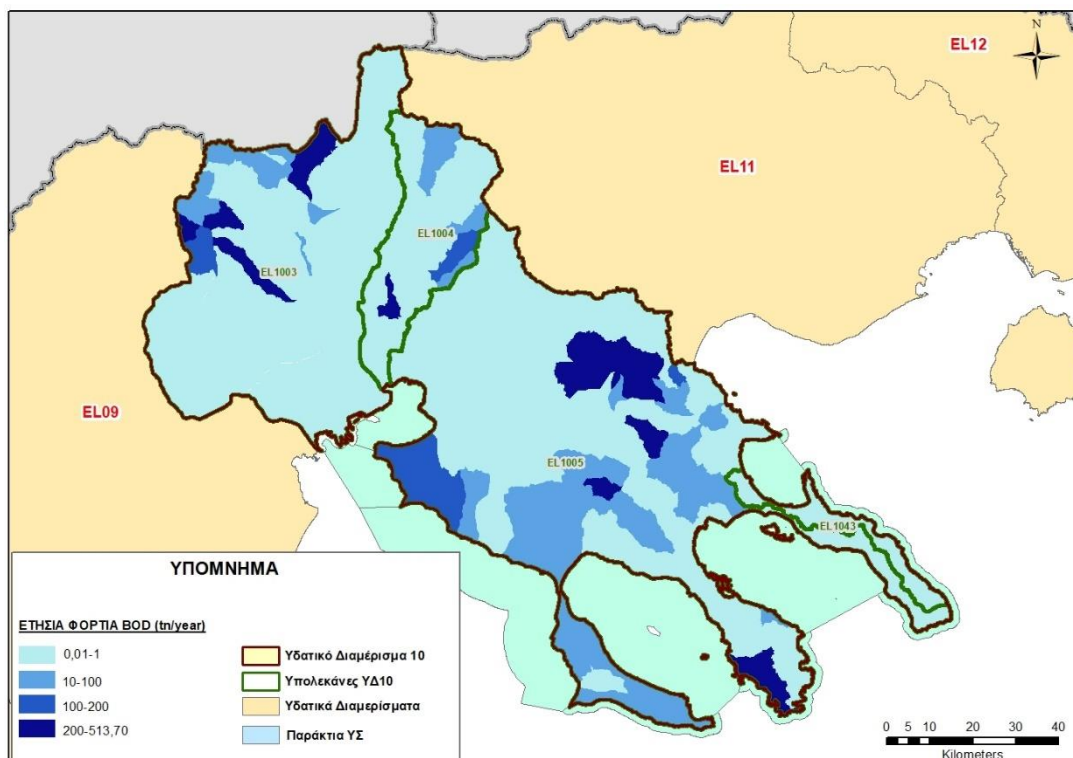 EL12
N
EL11
EL1004
EL1003
EL09
EL1005
EL1043
ΥΠΟΜΝΗΜΑ
ΕΤΗΣΙΑ ΦΟΡΤΙΑ BOD (tn/year)
0,01-1
10-100
100-200
200-513,70
Υδατικό Διαμέρισμα 10
Υπολεκάνες ΥΔ10
Υδατικά Διαμερίσματα
Παράκτια ΥΣ
0 5 10 20 30 40
Kilometers